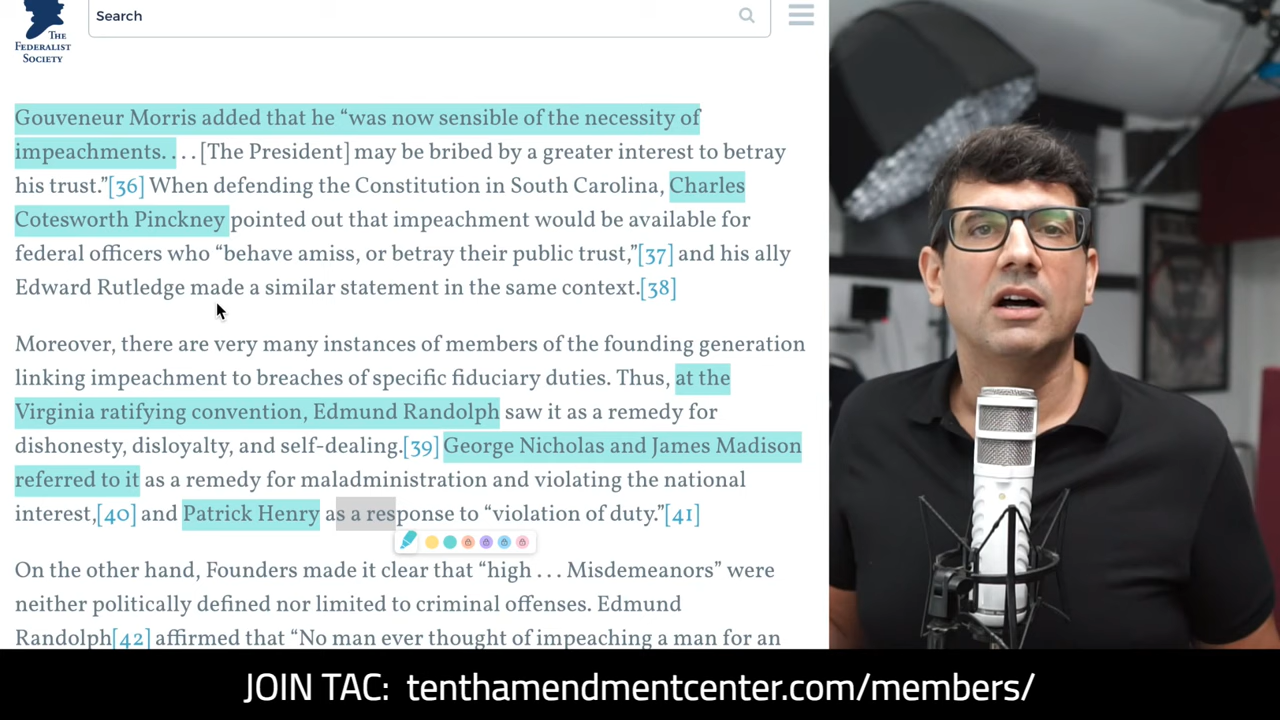 THE
FEDERALIST
SOCIETY
Search
Gouveneur Morris added that he “was now sensible of the necessity of
impeachments. . . . [The President] may be bribed by a greater interest to betray
his trust.”[36] When defending the Constitution in South Carolina, Charles
Cotesworth Pinckney pointed out that impeachment would be available for
federal officers who “behave amiss, or betray their public trust,”[37] and his ally
Edward Rutledge made a similar statement in the same context.[38]
Moreover, there are very many instances of members of the founding generation
linking impeachment to breaches of specific fiduciary duties. Thus, at the
Virginia ratifying convention, Edmund Randolph saw it as a remedy for
dishonesty, disloyalty, and self-dealing.[39] George Nicholas and James Madison
referred to it as a remedy for maladministration and violating the national
interest,[40] and Patrick Henry as a response to “violation of duty.”[41]
On the other hand, Founders made it clear that “high . . . Misdemeanors” were
neither politically defined nor limited to criminal offenses. Edmund
Randolph[42] affirmed that “No man ever thought of impeaching a man for an
JOIN TAC: tenthamendmentcenter.com/members/